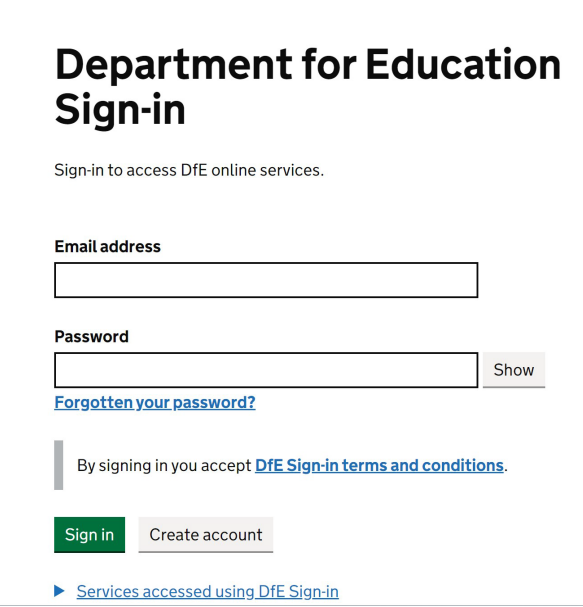 Department for Education
Sign-in
Sign-in to access DfE online services.
Email address
Password
Show
Forgotten your password?
By signing in you accept DfE Sign-in terms and conditions.
Sign in Create account
Services accessed using DfE Sign-in